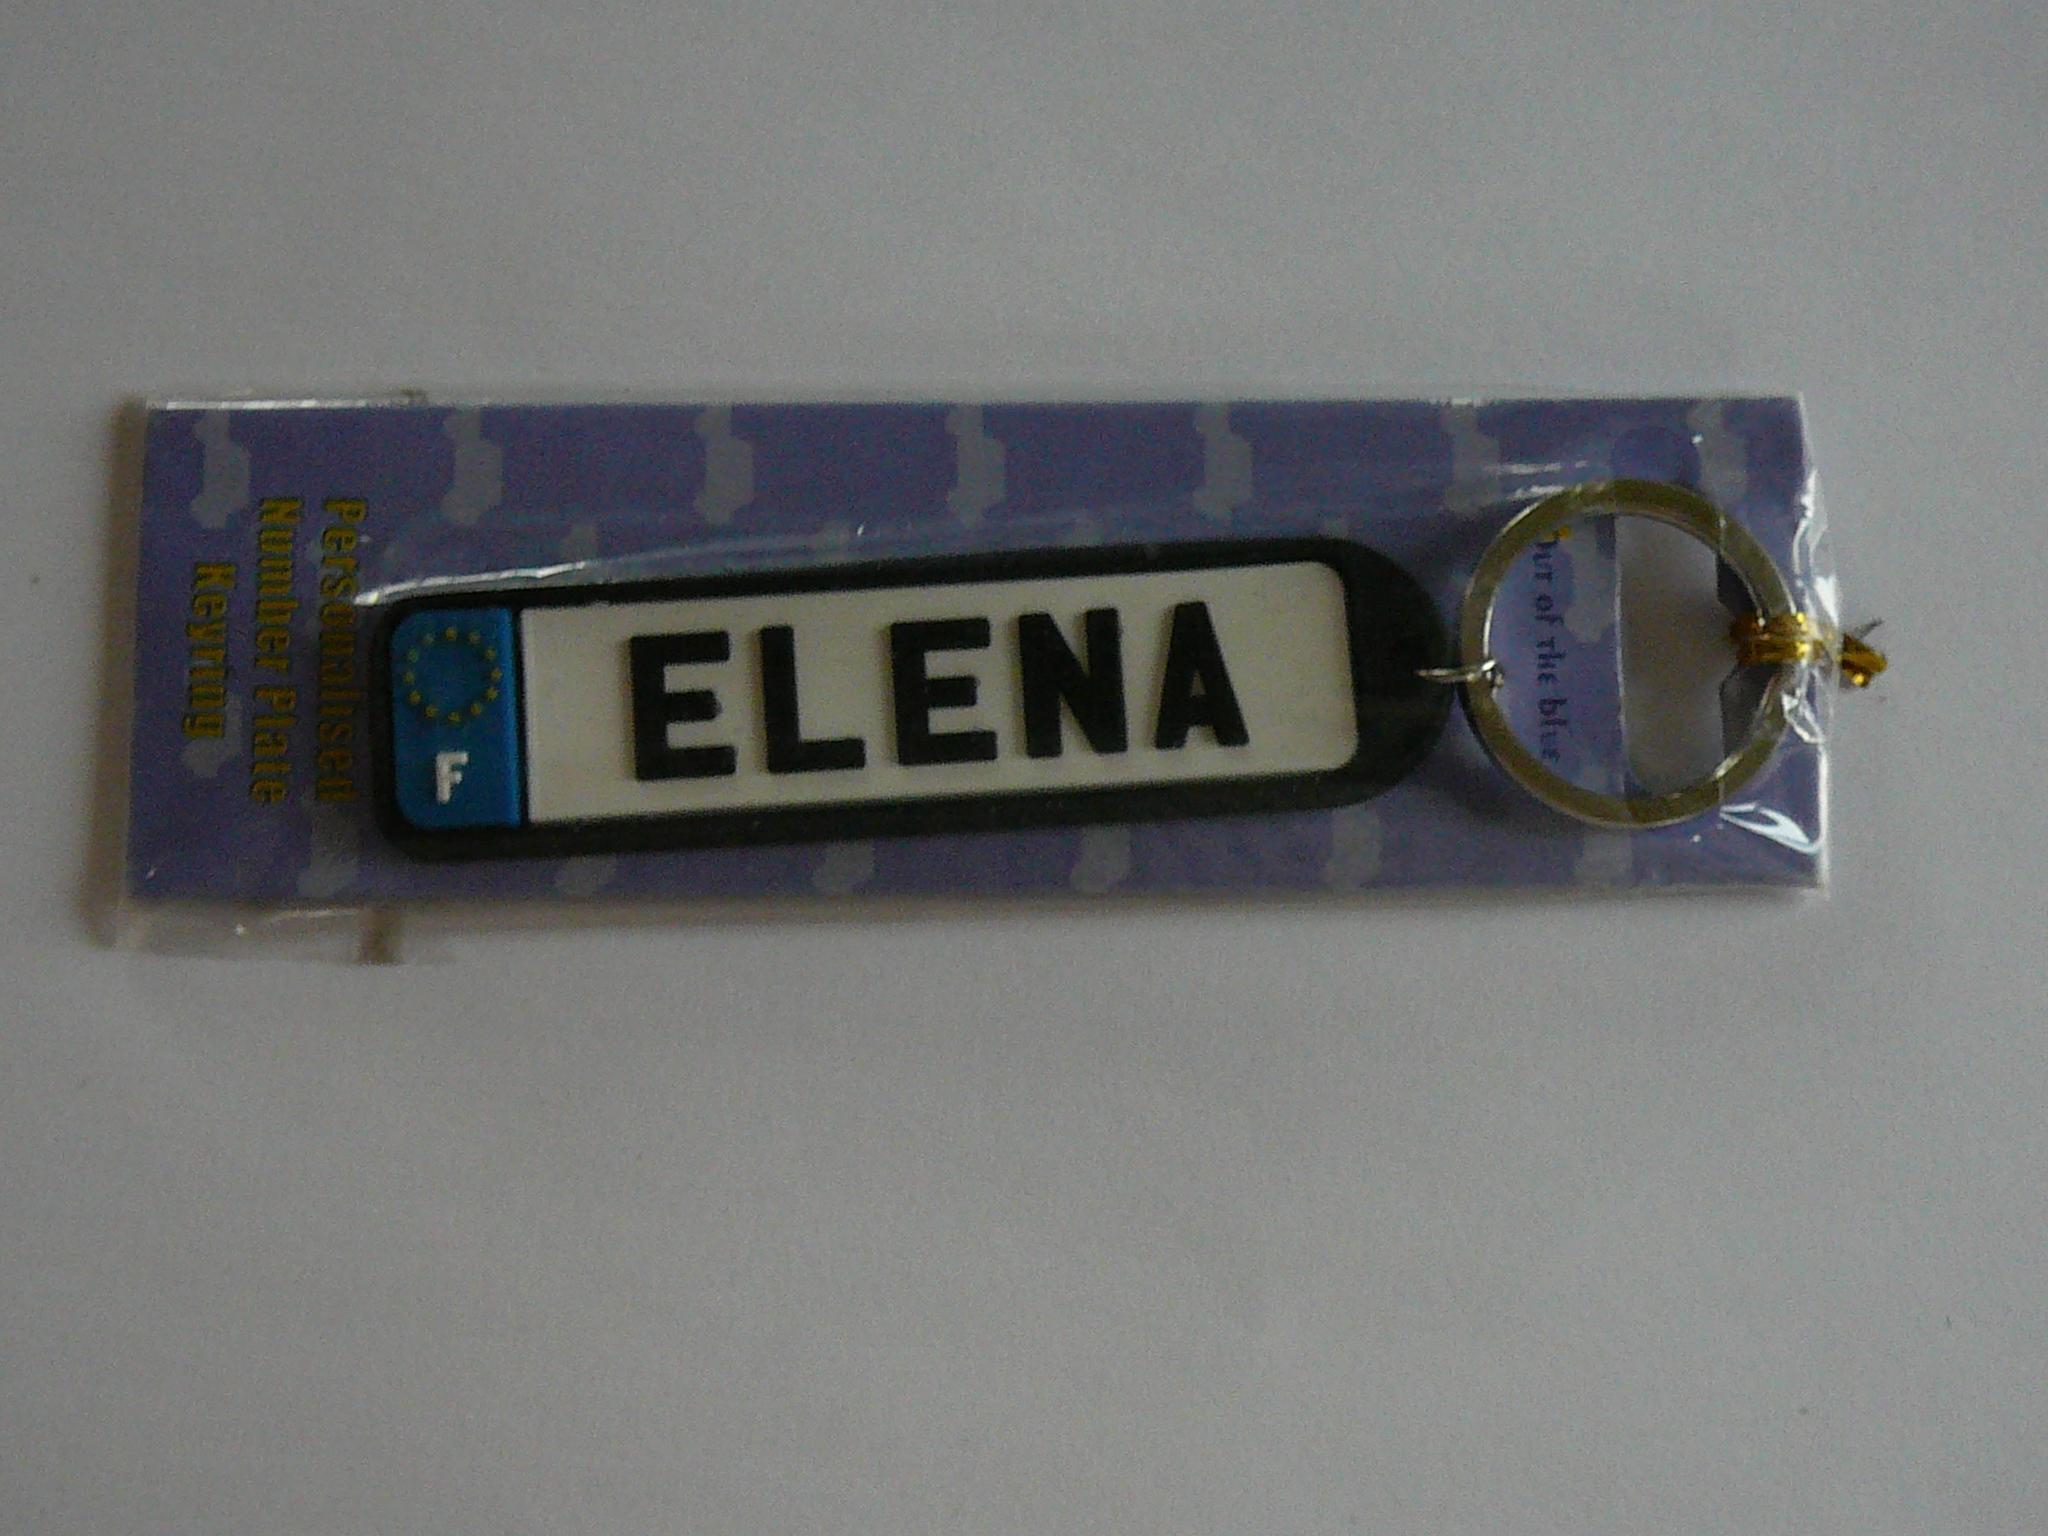 Personalised
Number Plate
Keyring
F
ELENA
Out of the blue